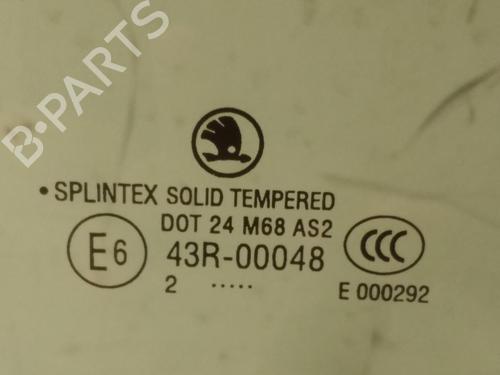 B-PARTS
• SPLINTEX SOLID TEMPERED
DOT 24 M68 AS2
E6 43R-00048 CCC
2 ..... E 000292